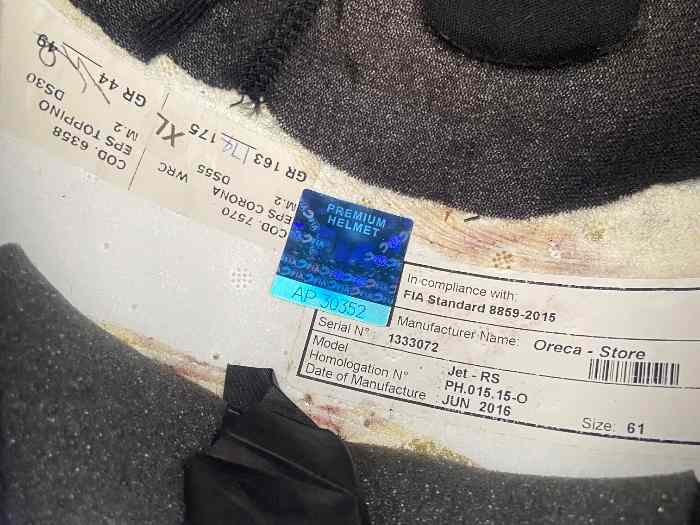 COD. 6358
EPS TOPPINO
M.2
DS30
GR 44
49
XL
COD. 7570
EPS CORONA
M.2
DS55
WRC
GR 163
175
PREMIUM
HELMET
AP 30352
In compliance with:
FIA Standard 8859-2015
Manufacturer Name: Oreca - Store
Serial N°: 1333072
Model Jet - RS
Homologation N° PH.015.15-O
Date of Manufacture : JUN 2016
Size: 61